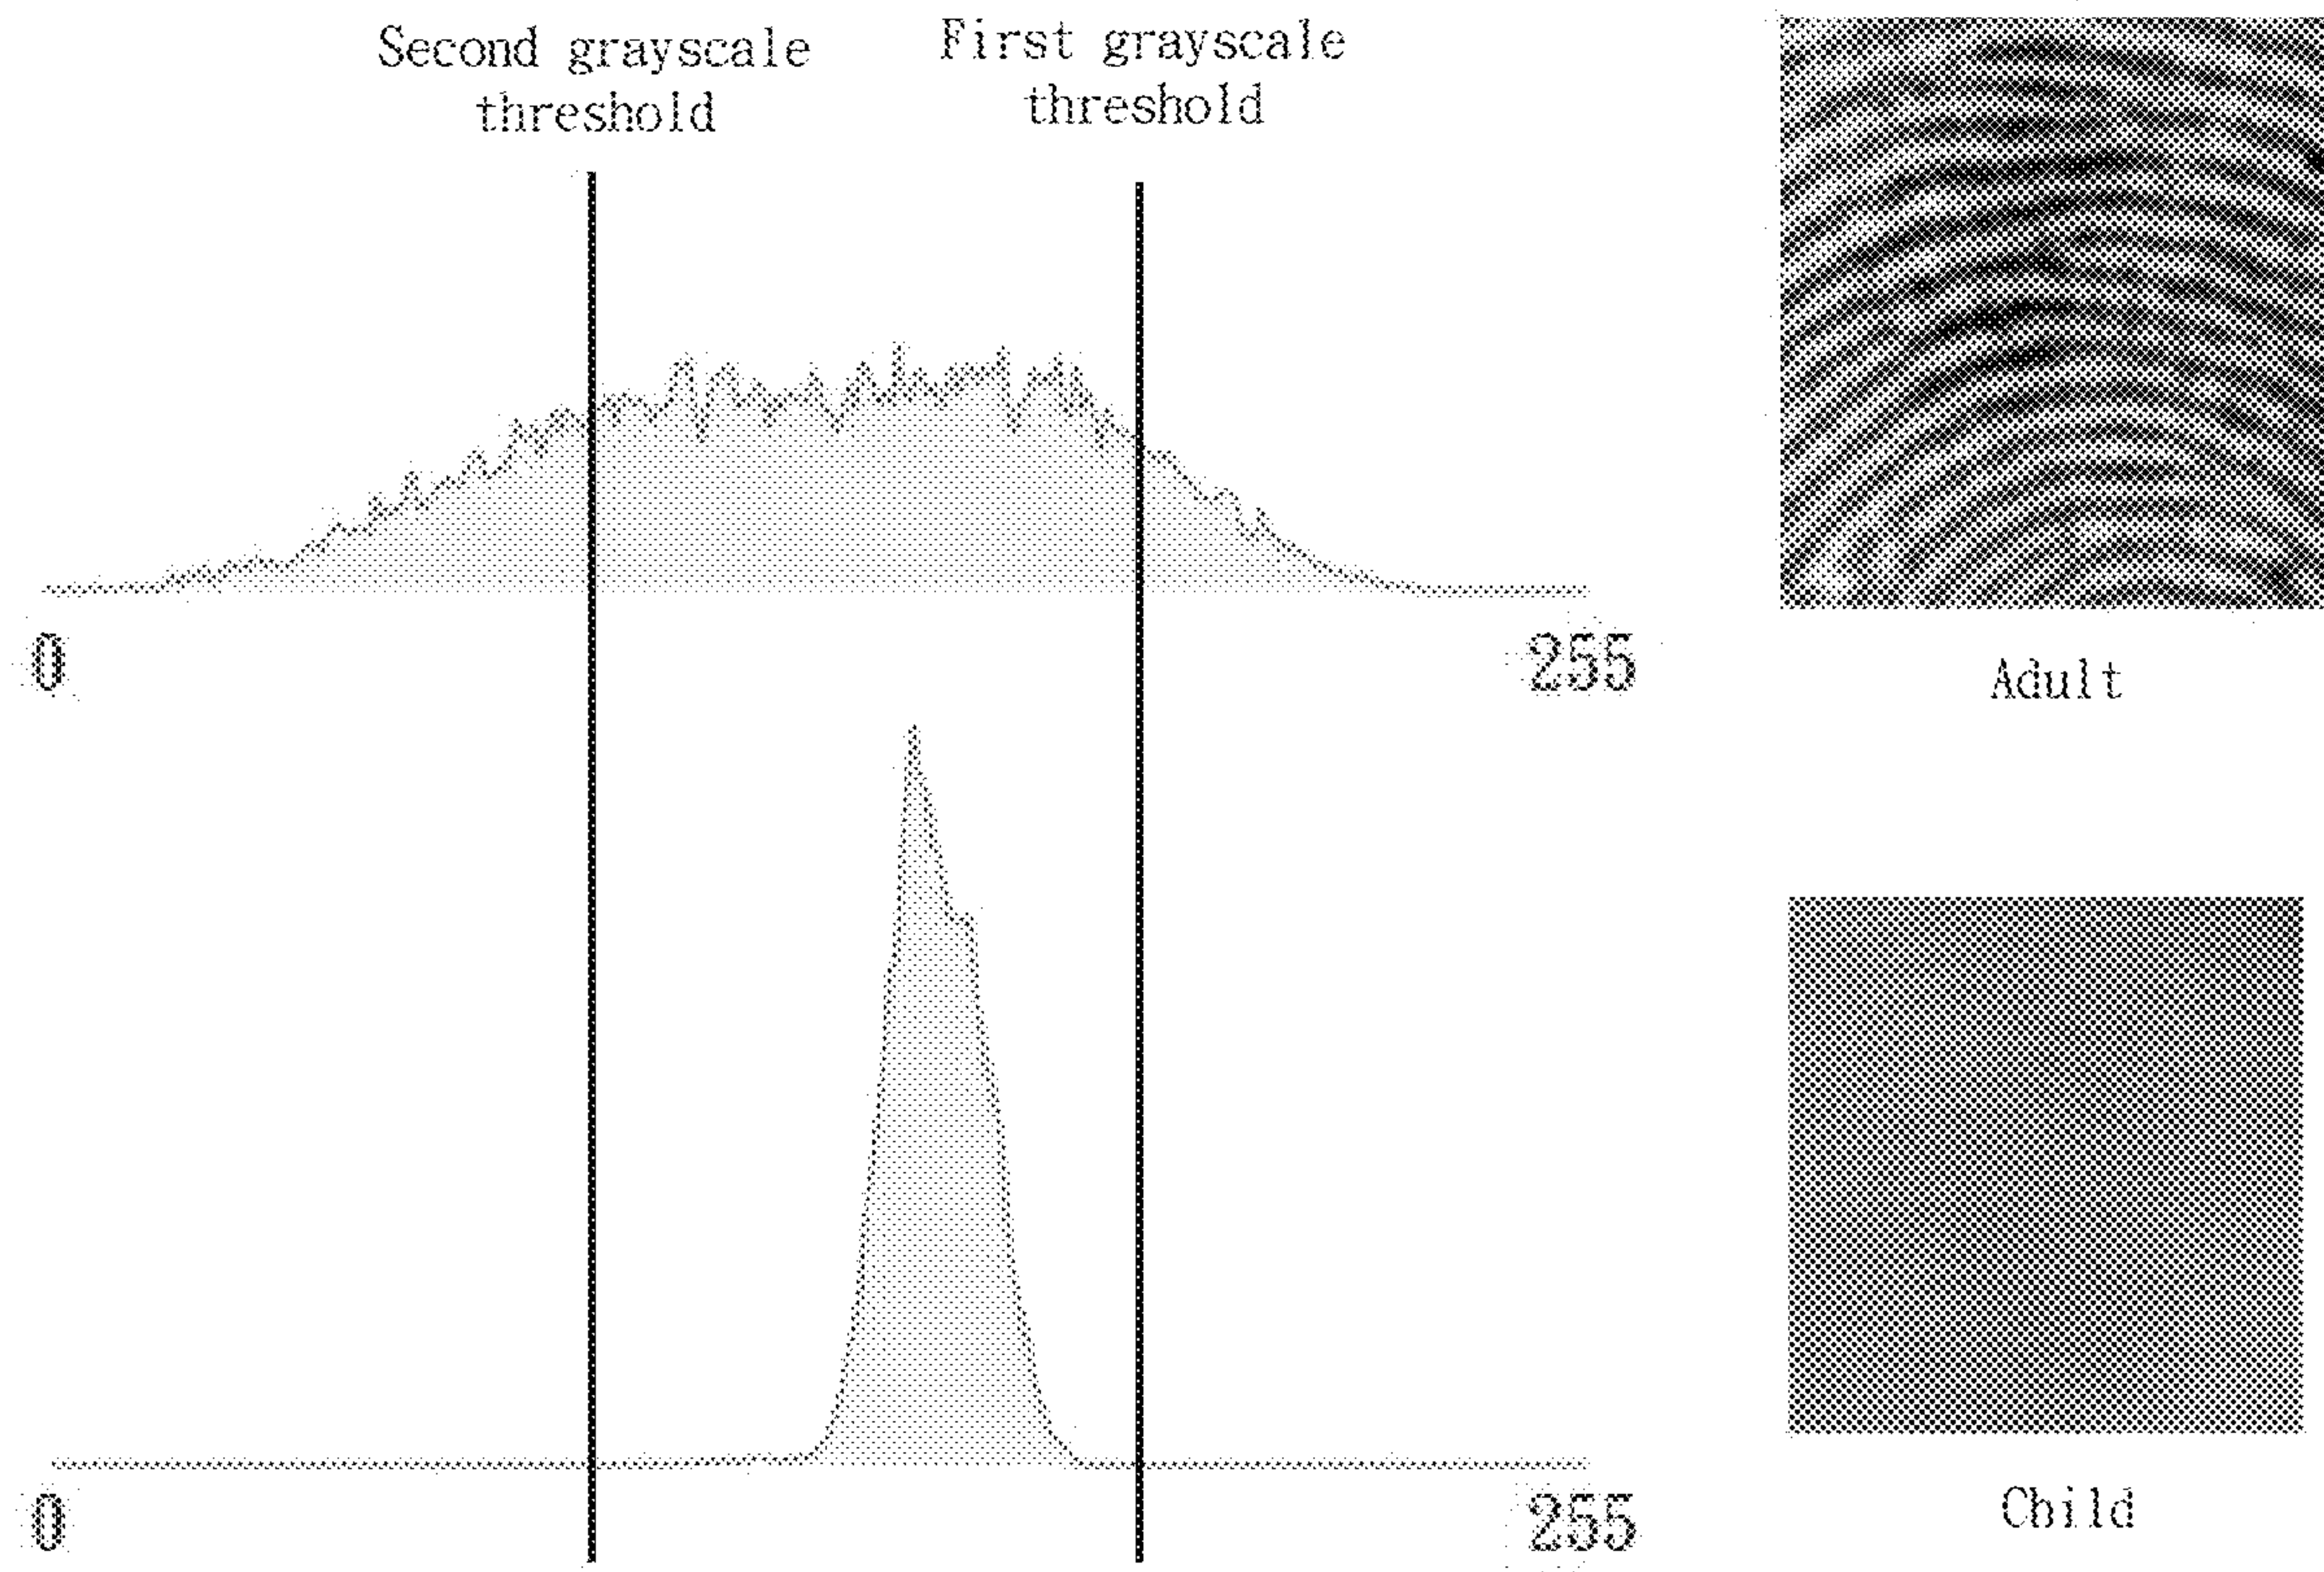 Second grayscale
threshold
First grayscale
threshold
0
255
Adult
0
255
Child